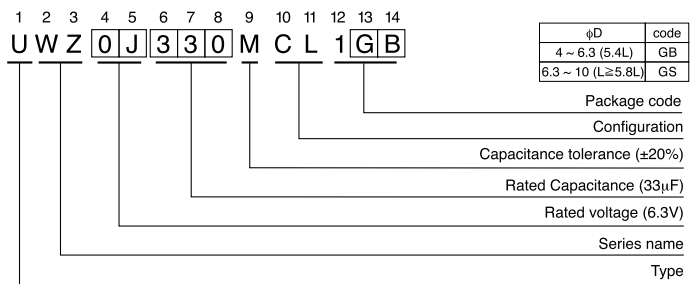 1 2 3 4 5 6 7 8 9 10 11 12 13 14
U W Z 0 J 3 3 0 M C L 1 G B
φD code
4 ~ 6.3 (5.4L) GB
6.3 ~ 10 (L≧5.8L) GS
Package code
Configuration
Capacitance tolerance (±20%)
Rated Capacitance (33μF)
Rated voltage (6.3V)
Series name
Type